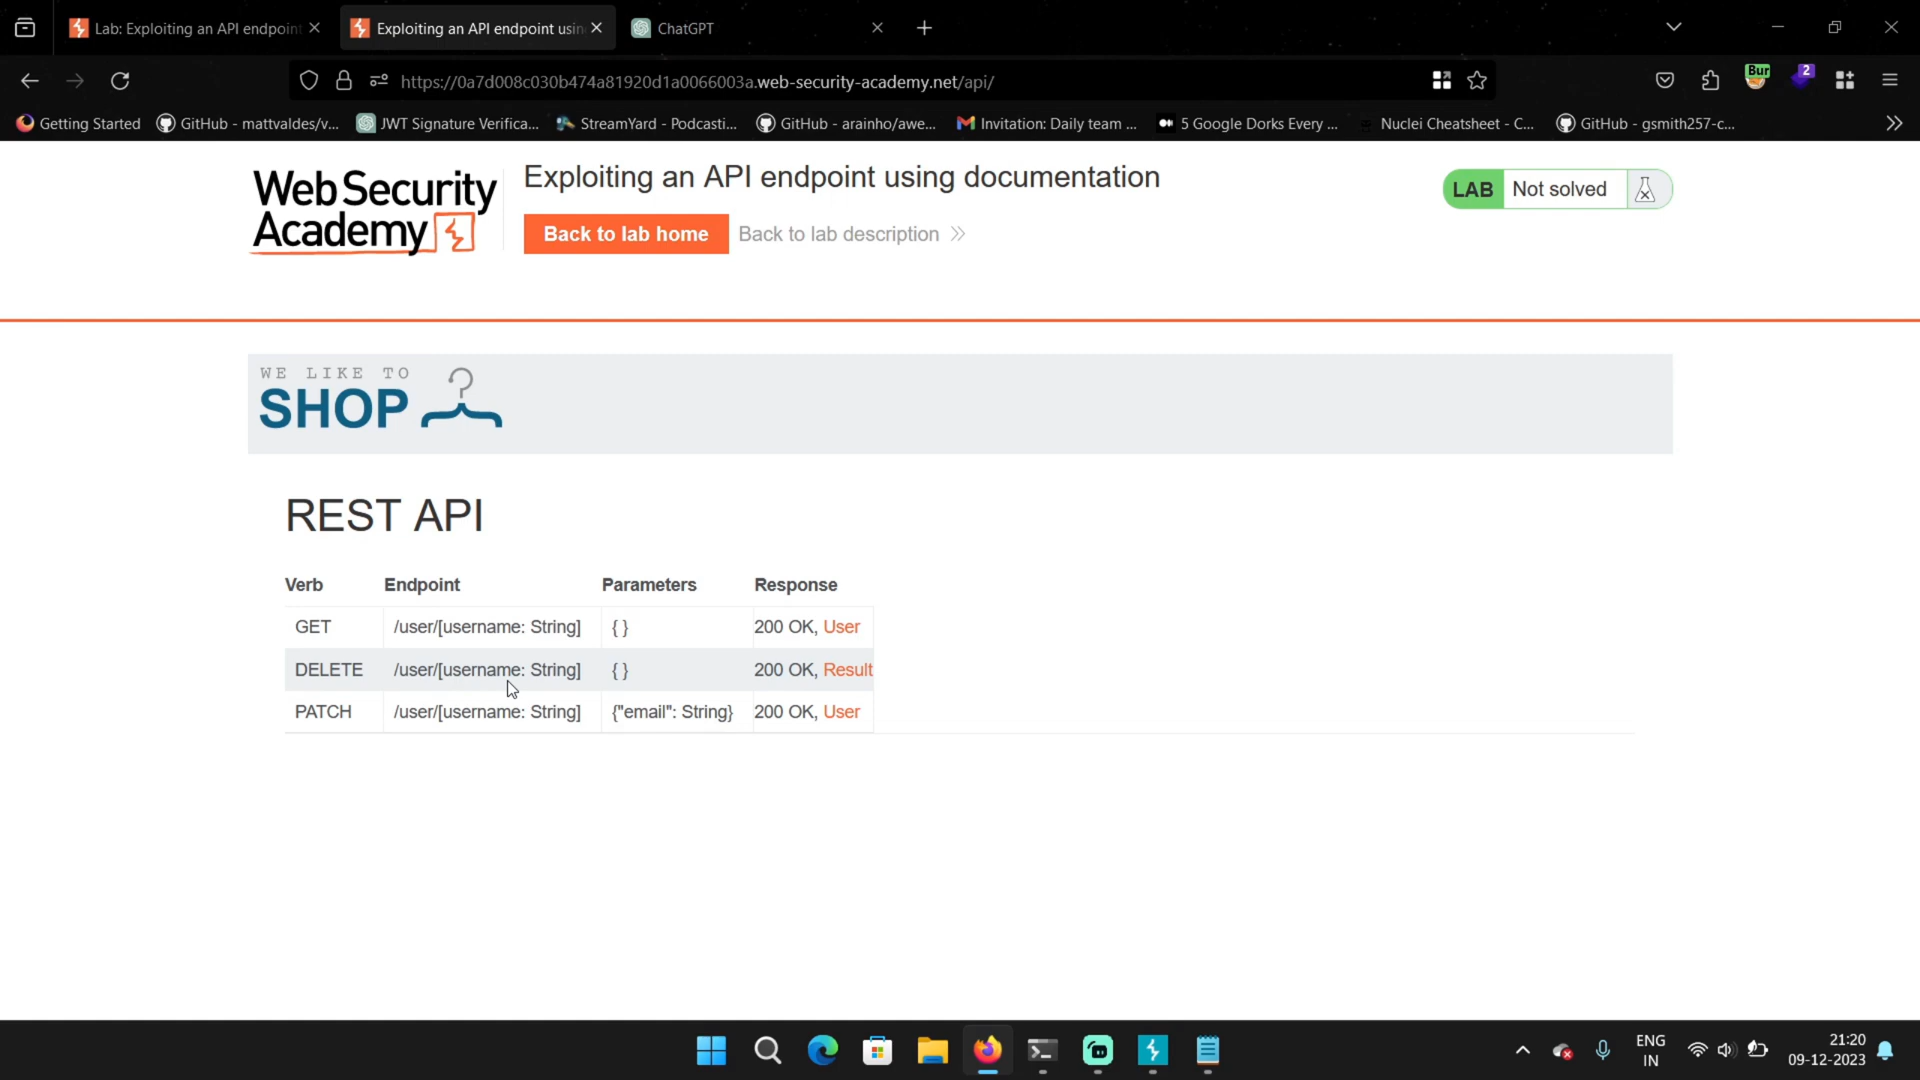 Lab: Exploiting an API endpoint
Exploiting an API endpoint usin
ChatGPT
https://0a7d008c030b474a81920d1a0066003a.web-security-academy.net/api/
Bur
2
Getting Started
GitHub - mattvaldes/v...
JWT Signature Verifica...
StreamYard - Podcasti...
GitHub - arainho/awe...
Invitation: Daily team ...
5 Google Dorks Every ...
Nuclei Cheatsheet - C...
GitHub - gsmith257-c...
Web Security
Academy
Exploiting an API endpoint using documentation
Back to lab home
Back to lab description
LAB Not solved
WE LIKE TO
SHOP
REST API
Verb Endpoint Parameters Response
GET /user/[username: String] { } 200 OK, User
DELETE /user/[username: String] { } 200 OK, Result
PATCH /user/[username: String] {"email": String} 200 OK, User
ENG
IN
21:20
09-12-2023